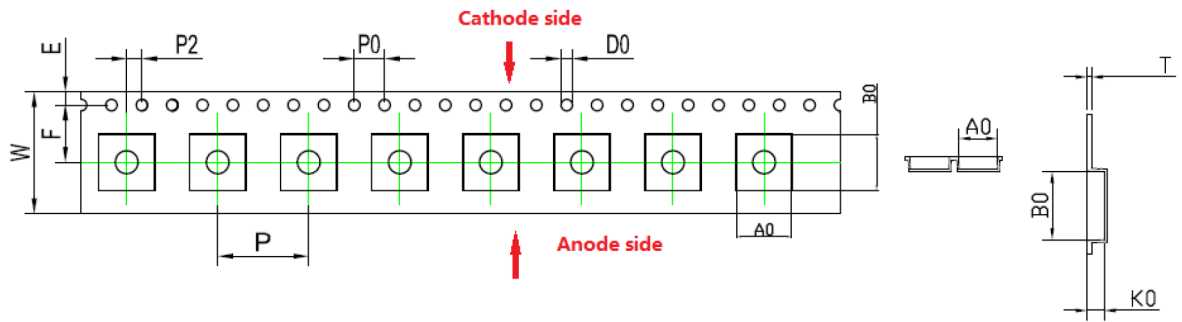 Cathode side
E
P2
P0
D0
T
B0
F
W
A0
B0
A0
P
Anode side
K0